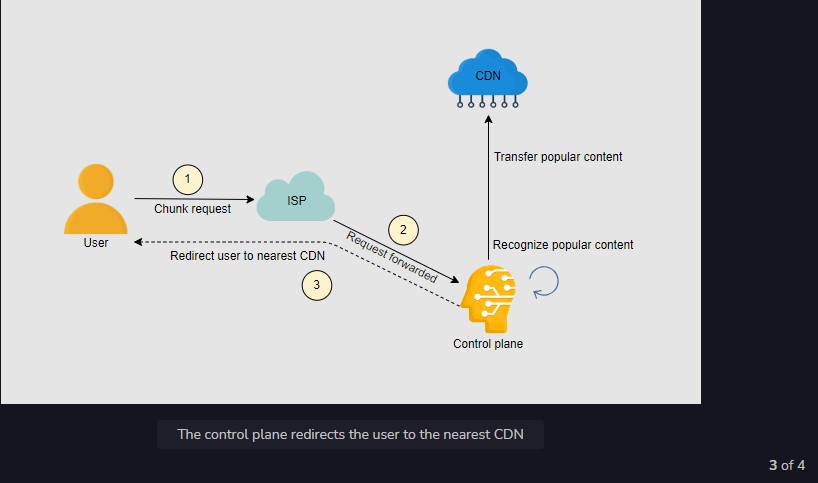 CDN
Transfer popular content
1
Chunk request
ISP
2
Request forwarded
User
Redirect user to nearest CDN
3
Recognize popular content
Control plane
The control plane redirects the user to the nearest CDN
3 of 4